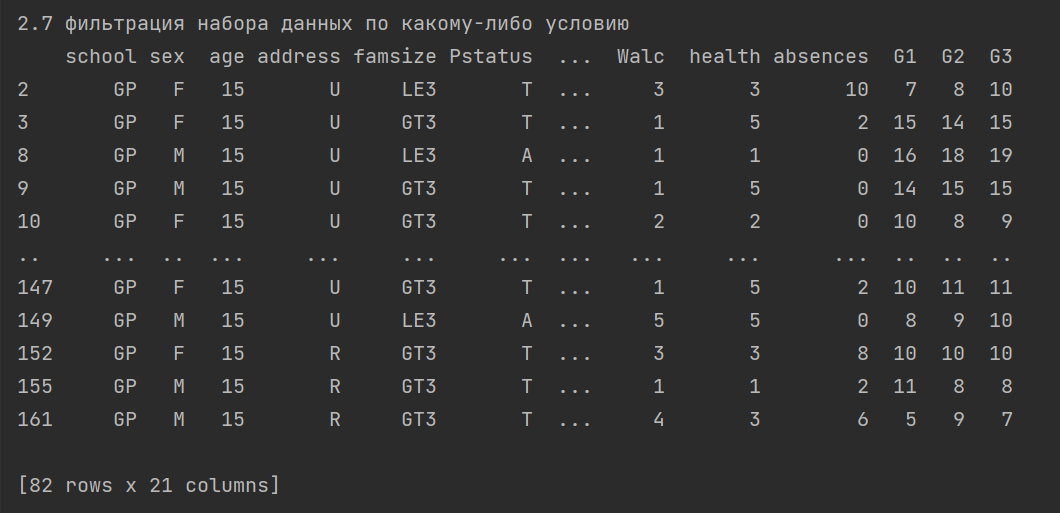 2.7 фильтрация набора данных по какому-либо условию
    school sex  age address famsize Pstatus  ...  Walc  health absences  G1  G2  G3
2       GP   F   15       U     LE3       T  ...     3       3       10   7   8  10
3       GP   F   15       U     GT3       T  ...     1       5        2  15  14  15
8       GP   M   15       U     LE3       A  ...     1       1        0  16  18  19
9       GP   M   15       U     GT3       T  ...     1       5        0  14  15  15
10      GP   F   15       U     GT3       T  ...     2       2        0  10   8   9
..     ...  ..  ...     ...     ...     ...  ...   ...     ...      ...  ..  ..  ..
147     GP   F   15       U     GT3       T  ...     1       5        2  10  11  11
149     GP   M   15       U     LE3       A  ...     5       5        0   8   9  10
152     GP   F   15       R     GT3       T  ...     3       3        8  10  10  10
155     GP   M   15       R     GT3       T  ...     1       1        2  11   8   8
161     GP   M   15       R     GT3       T  ...     4       3        6   5   9   7
[82 rows x 21 columns]